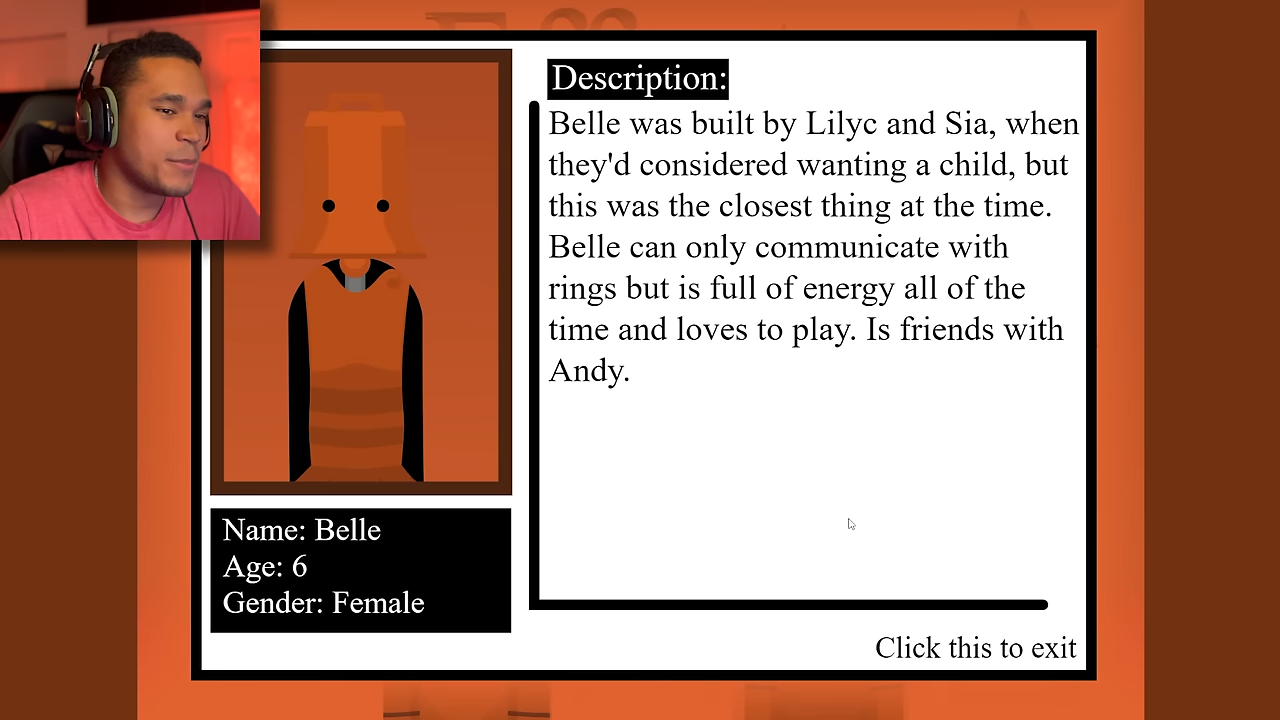 Description:
Belle was built by Lilyc and Sia, when
they'd considered wanting a child, but
this was the closest thing at the time.
Belle can only communicate with
rings but is full of energy all of the
time and loves to play. Is friends with
Andy.
Name: Belle
Age: 6
Gender: Female
Click this to exit